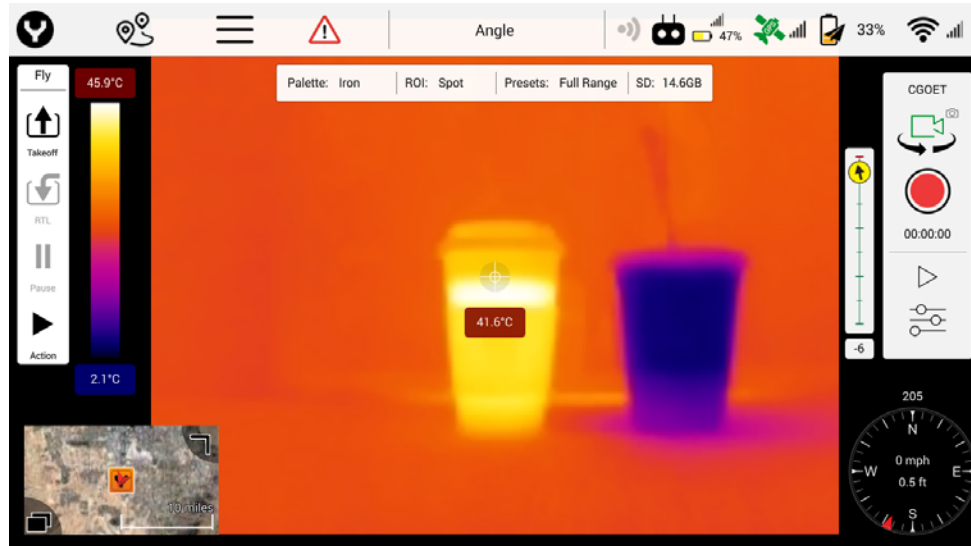 Angle
47%
GPS
33%
Fly
Takeoff
RTL
Pause
Action
45.9°C
2.1°C
Palette: Iron ROI: Spot Presets: Full Range SD: 14.6GB
41.6°C
-6
CGOET
00:00:00
10 miles
205
N
W 0 mph E
0.5 ft
S